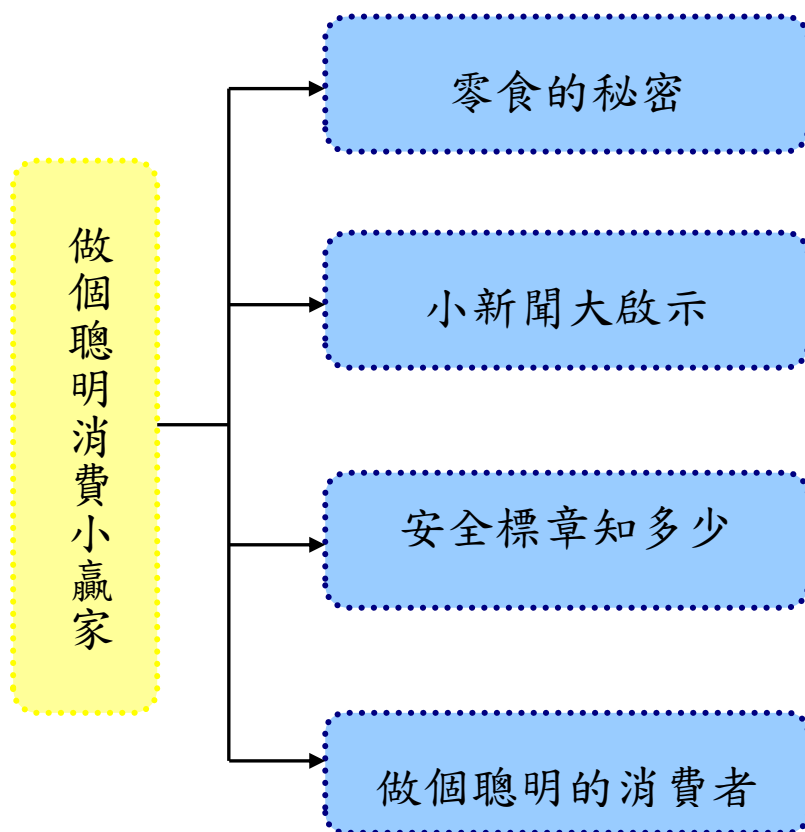 做個聰明消費小贏家
零食的秘密
小新聞大啟示
安全標章知多少
做個聰明的消費者